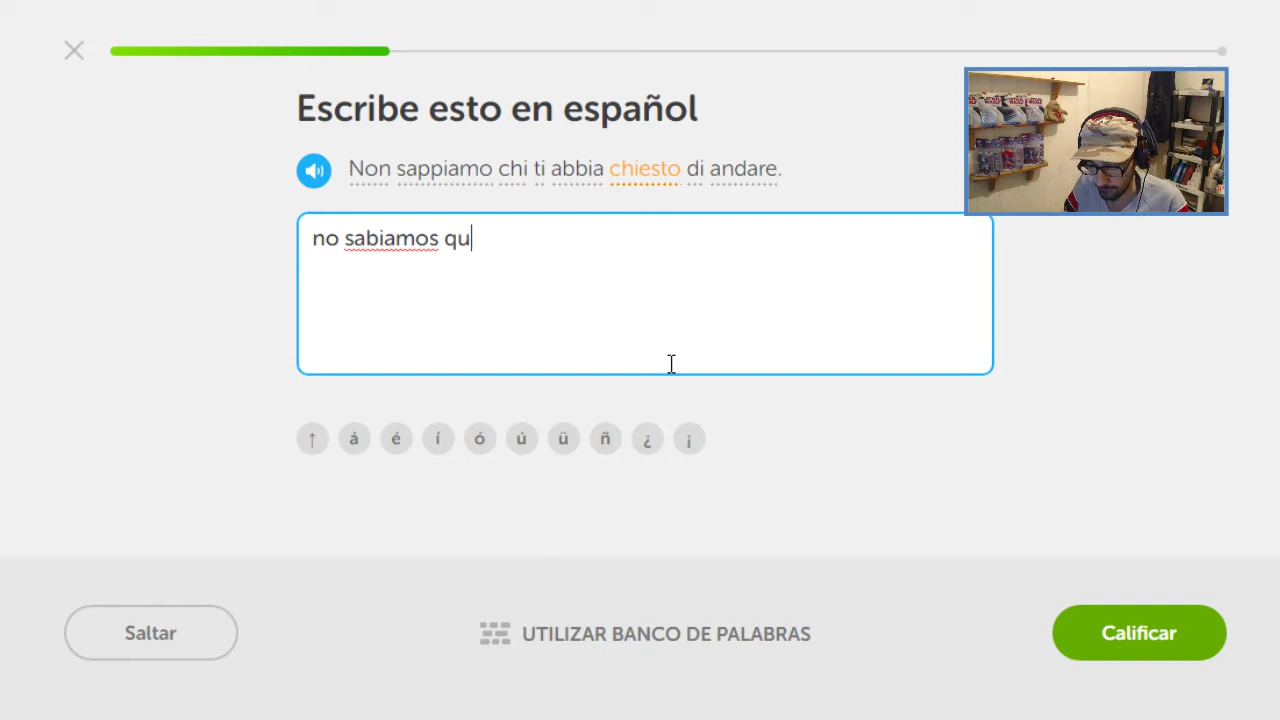 Escribe esto en español
Non sappiamo chi ti abbia chiesto di andare.
no sabiamos qu
↑ á é í ó ú ü ñ ¿ ¡
Saltar
UTILIZAR BANCO DE PALABRAS
Calificar